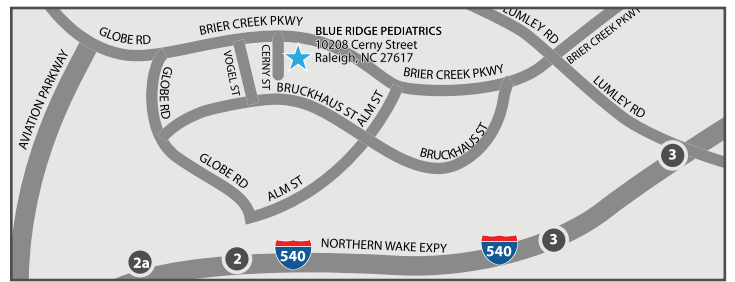 LUMLEY RD
BRIER CREEK PKWY
GLOBE RD
BRIER CREEK PKWY
BLUE RIDGE PEDIATRICS
10208 Cerny Street
Raleigh, NC 27617
AVIATION PARKWAY
GLOBE RD
VOGEL ST
CERNY ST
BRIER CREEK PKWY
LUMLEY RD
BRUCKHAUS ST
ALM ST
BRUCKHAUS ST
GLOBE RD
ALM ST
3
NORTHERN WAKE EXPY
540
540
3
2
2a